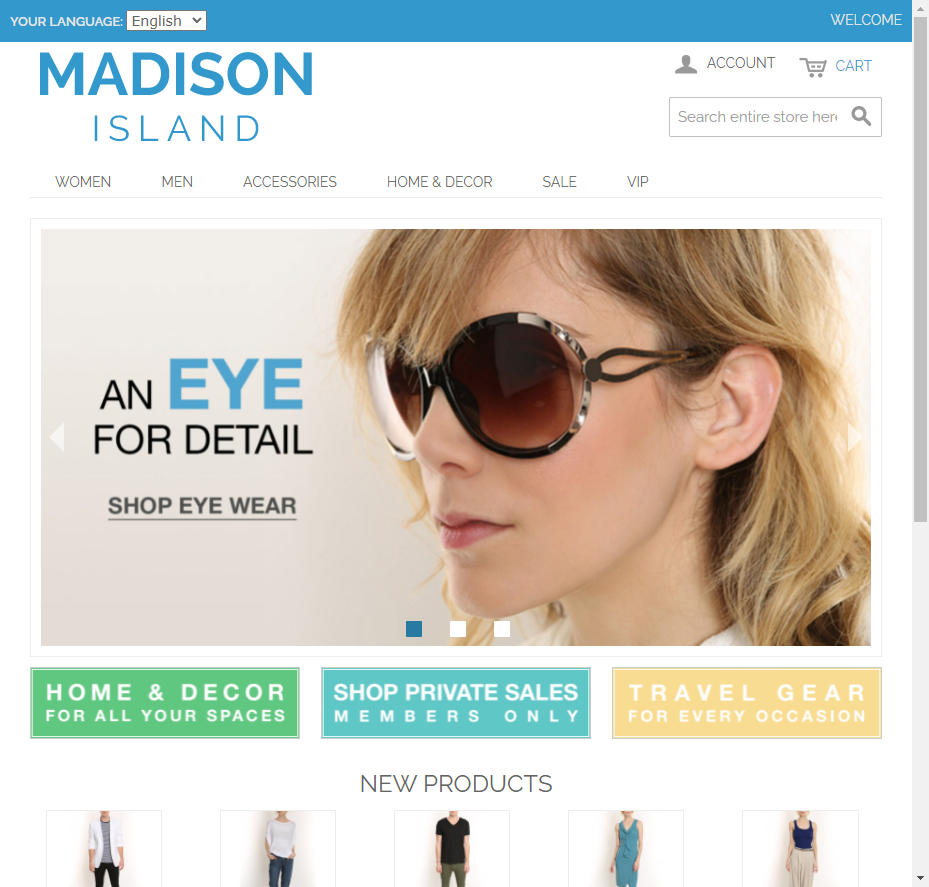 YOUR LANGUAGE: English
WELCOME
MADISON
ISLAND
ACCOUNT
CART
Search entire store here
WOMEN
MEN
ACCESSORIES
HOME & DECOR
SALE
VIP
AN EYE
FOR DETAIL
SHOP EYE WEAR
HOME & DECOR
FOR ALL YOUR SPACES
SHOP PRIVATE SALES
MEMBERS ONLY
TRAVEL GEAR
FOR EVERY OCCASION
NEW PRODUCTS